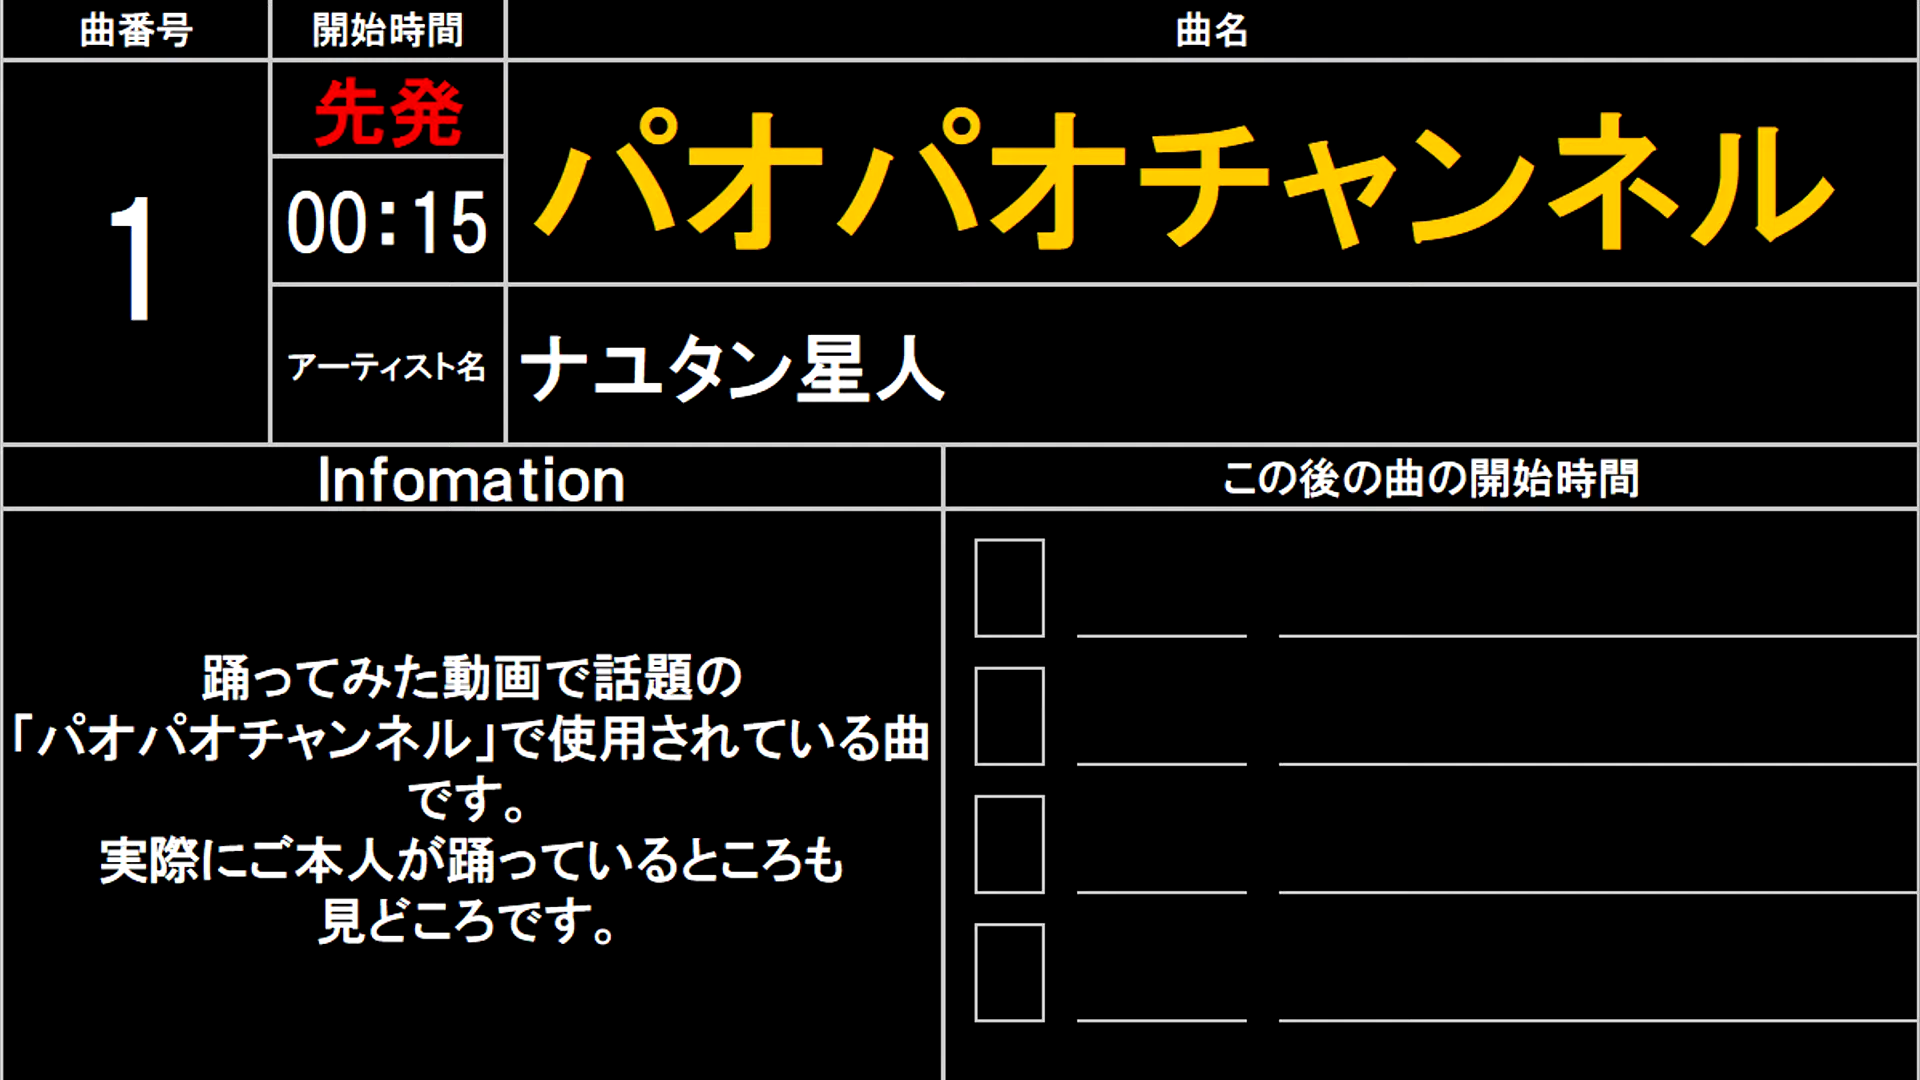 曲番号
開始時間
曲名
1
先発
00:15
パオパオチャンネル
アーティスト名
ナユタン星人
Infomation
この後の曲の開始時間
踊ってみた動画で話題の
「パオパオチャンネル」で使用されている曲
です。
実際にご本人が踊っているところも
見どころです。